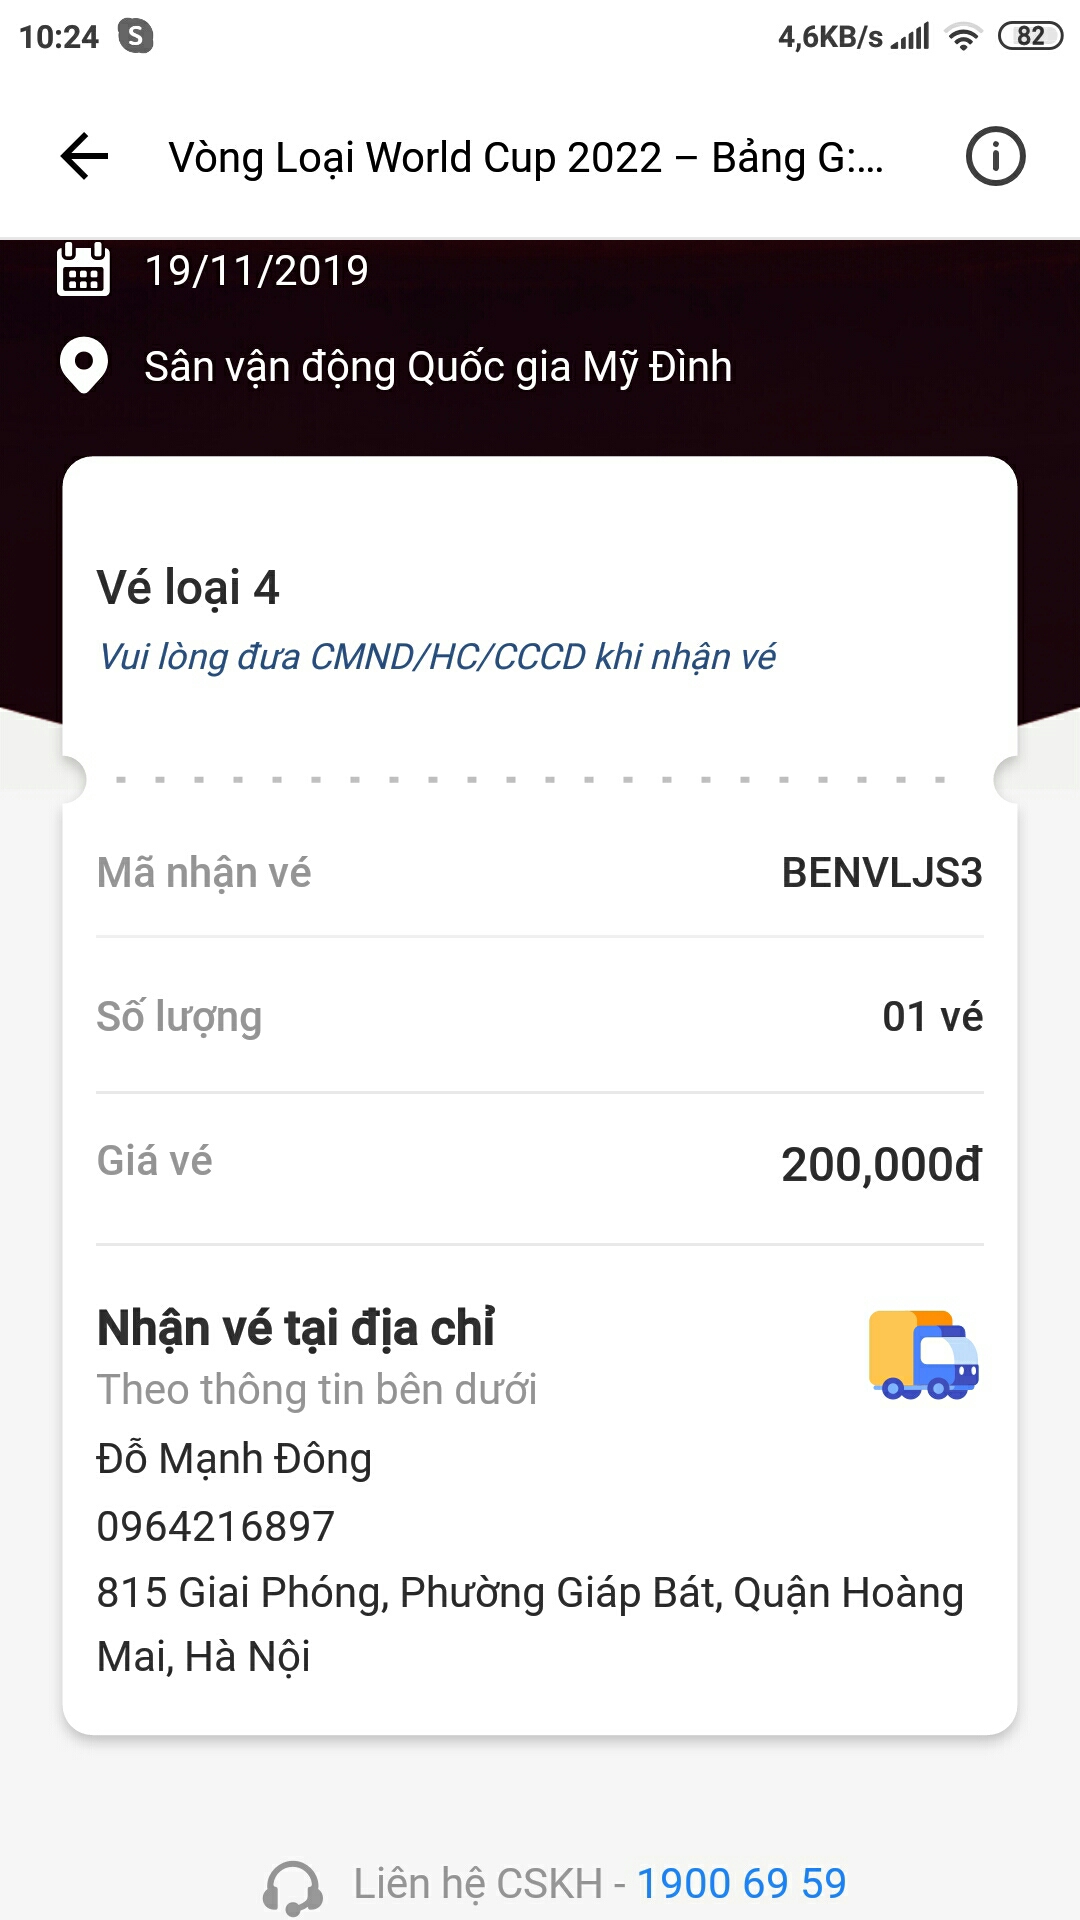 10:24 S 4,6KB/s 82
Vòng Loại World Cup 2022 – Bảng G:...
19/11/2019
Sân vận động Quốc gia Mỹ Đình
Vé loại 4
Vui lòng đưa CMND/HC/CCCD khi nhận vé
Mã nhận vé BENVLJS3
Số lượng 01 vé
Giá vé 200,000đ
Nhận vé tại địa chỉ
Theo thông tin bên dưới
Đỗ Mạnh Đông
0964216897
815 Giai Phóng, Phường Giáp Bát, Quận Hoàng
Mai, Hà Nội
Liên hệ CSKH - 1900 69 59